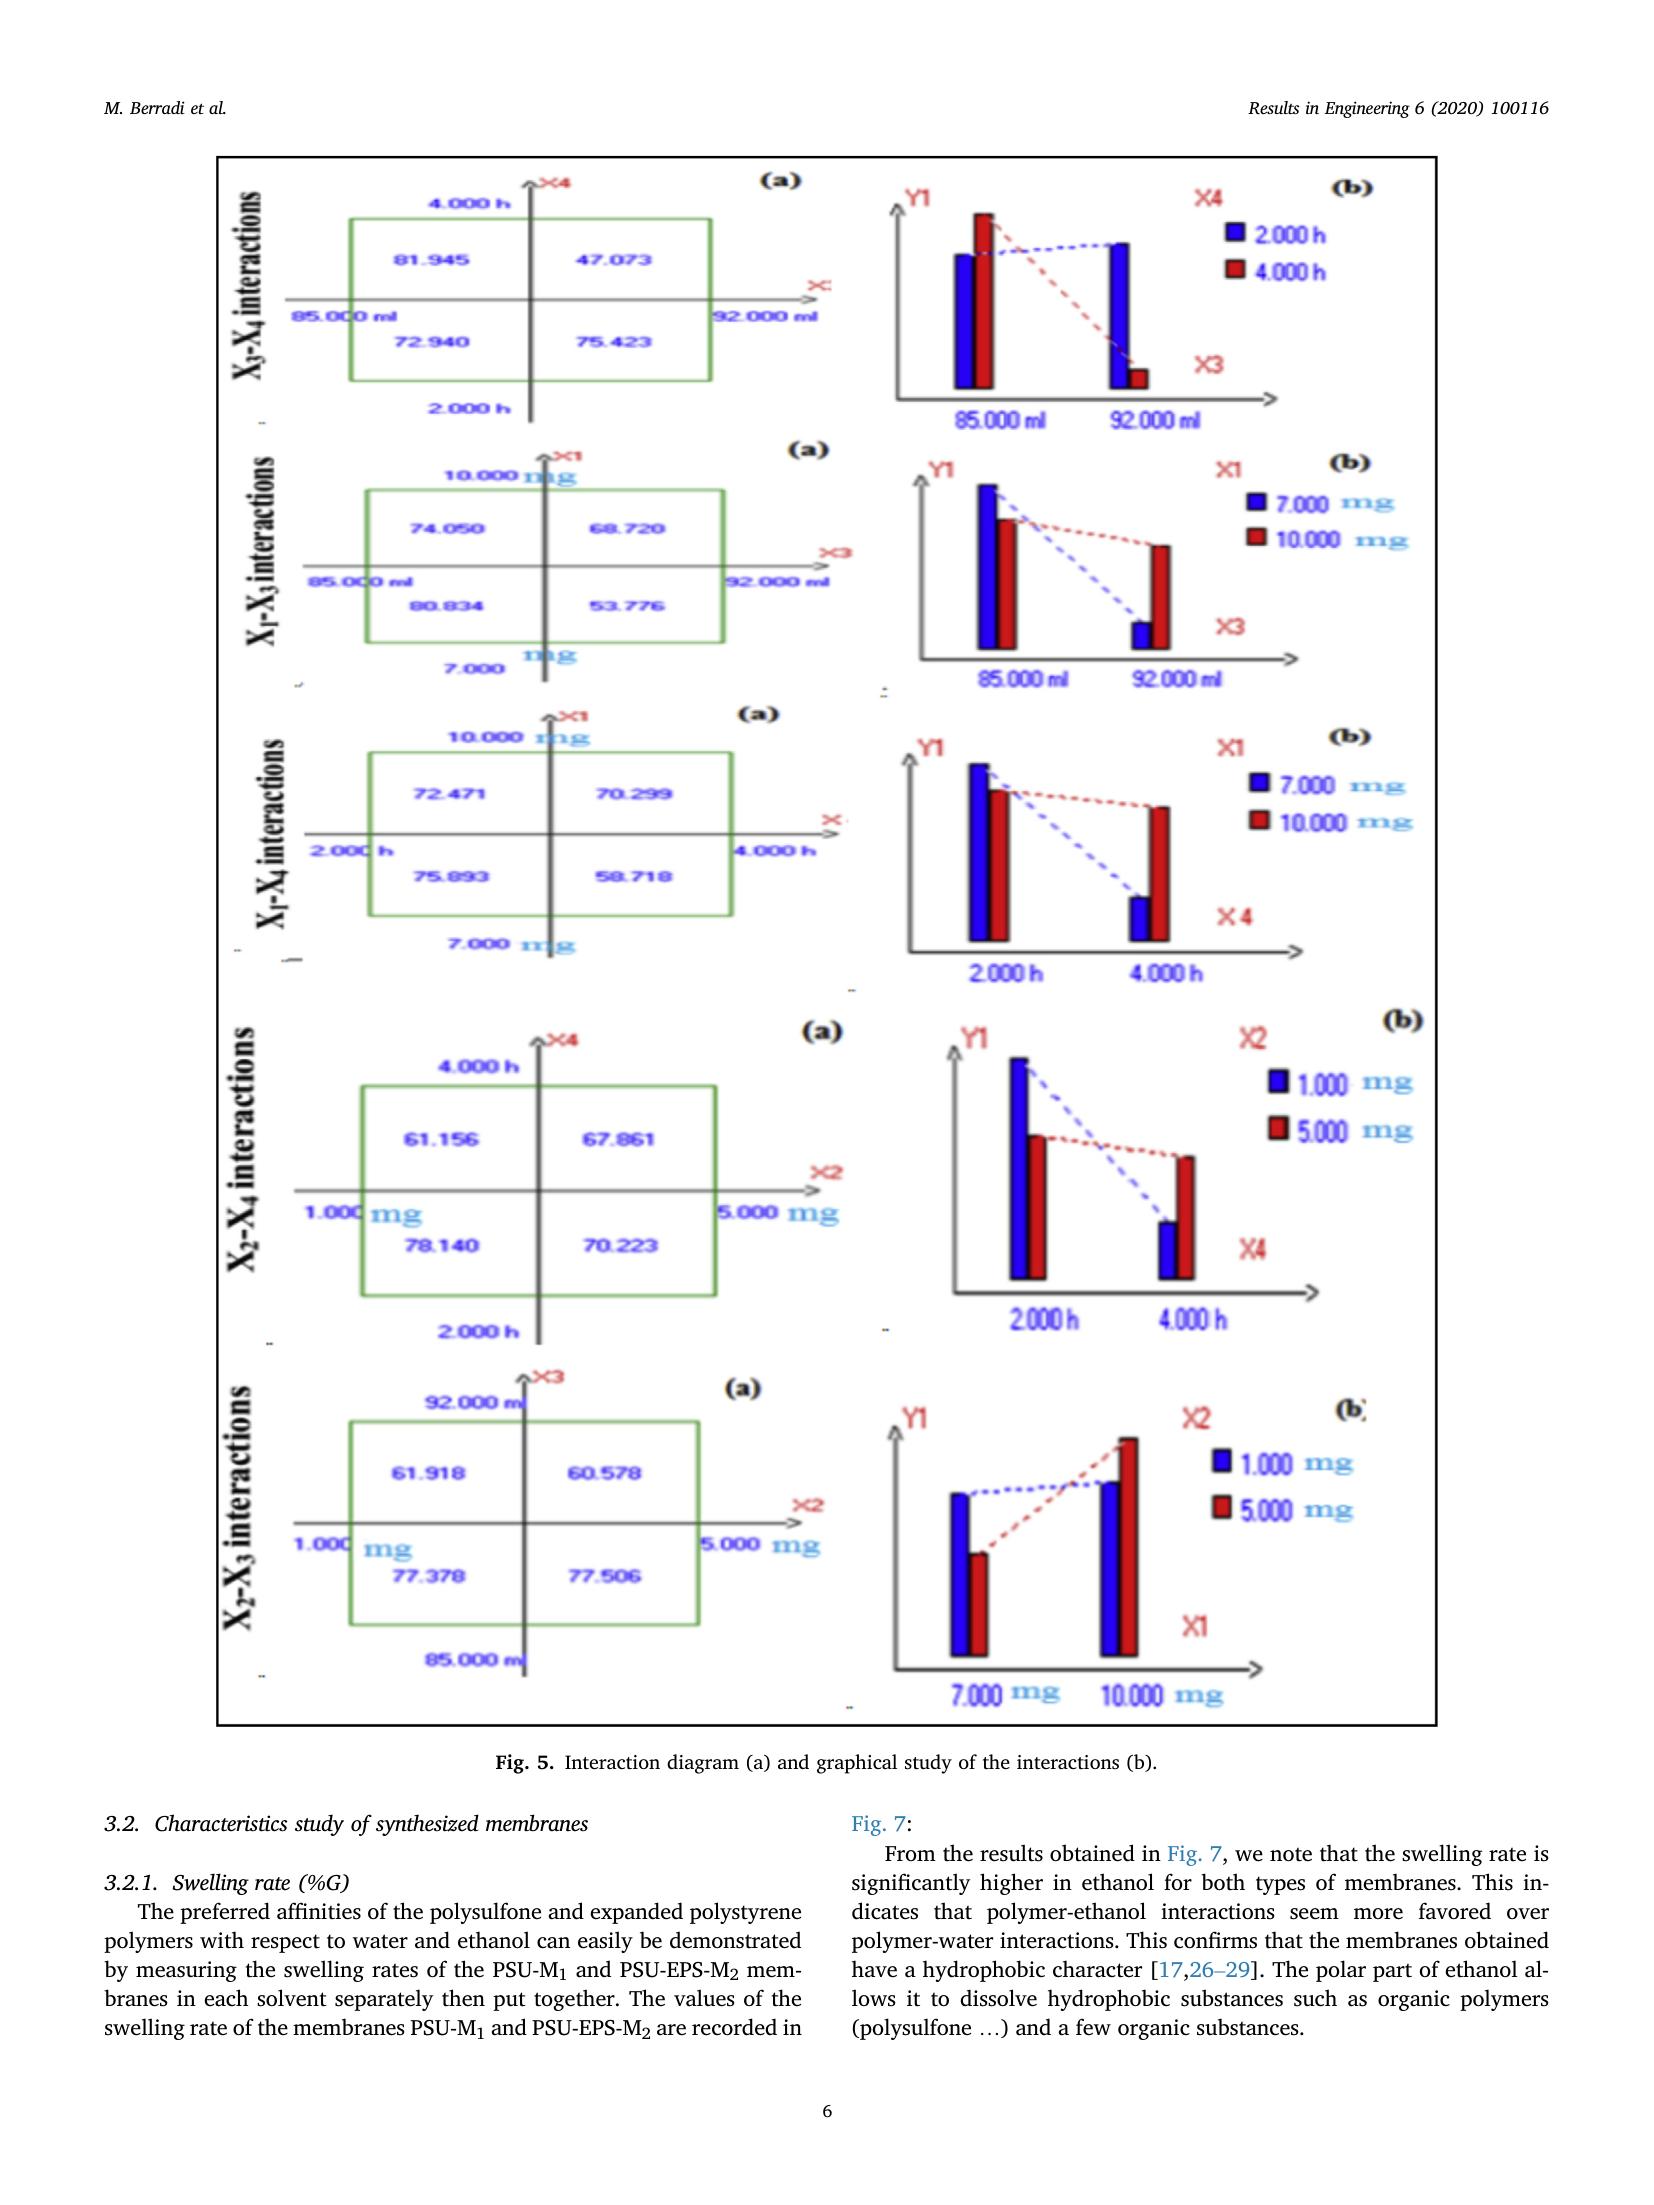 M. Berradi et al.
Results in Engineering 6 (2020) 100116
X3-X4 interactions
(a)
X4
4.000 h
81.945 47.073
X:
85.000 ml 92.000 ml
72.940 75.423
2.000 h
(b)
Y1
X4
2.000 h
4.000 h
X3
85.000 ml 92.000 ml
X1-X3 interactions
(a)
X1
10.000 mg
74.050 68.720
X3
85.000 ml 92.000 ml
80.834 53.776
7.000 mg
(b)
Y1
X1
7.000 mg
10.000 mg
X3
85.000 ml 92.000 ml
X1-X4 interactions
(a)
X1
10.000 mg
72.471 70.299
X
2.000 h 4.000 h
75.893 58.718
7.000 mg
(b)
Y1
X1
7.000 mg
10.000 mg
X 4
2.000 h 4.000 h
X2-X4 interactions
(a)
X4
4.000 h
61.156 67.861
X2
1.000 mg 5.000 mg
78.140 70.223
2.000 h
(b)
Y1
X2
1.000 mg
5.000 mg
X4
2.000 h 4.000 h
X2-X3 interactions
(a)
X3
92.000 ml
61.918 60.578
X2
1.000 mg 5.000 mg
77.378 77.506
85.000 ml
(b)
Y1
X2
1.000 mg
5.000 mg
X1
7.000 mg 10.000 mg
Fig. 5. Interaction diagram (a) and graphical study of the interactions (b).
3.2. Characteristics study of synthesized membranes
3.2.1. Swelling rate (%G)
The preferred affinities of the polysulfone and expanded polystyrene
polymers with respect to water and ethanol can easily be demonstrated
by measuring the swelling rates of the PSU-M1 and PSU-EPS-M2 mem-
branes in each solvent separately then put together. The values of the
swelling rate of the membranes PSU-M1 and PSU-EPS-M2 are recorded in
Fig. 7:
From the results obtained in Fig. 7, we note that the swelling rate is
significantly higher in ethanol for both types of membranes. This in-
dicates that polymer-ethanol interactions seem more favored over
polymer-water interactions. This confirms that the membranes obtained
have a hydrophobic character [17,26–29]. The polar part of ethanol al-
lows it to dissolve hydrophobic substances such as organic polymers
(polysulfone …) and a few organic substances.
6